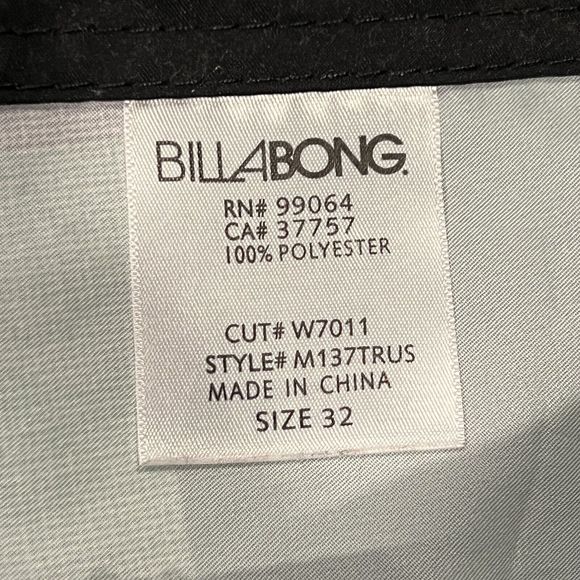 BILLABONG.
RN# 99064
CA# 37757
100% POLYESTER
CUT# W7011
STYLE# M137TRUS
MADE IN CHINA
SIZE 32